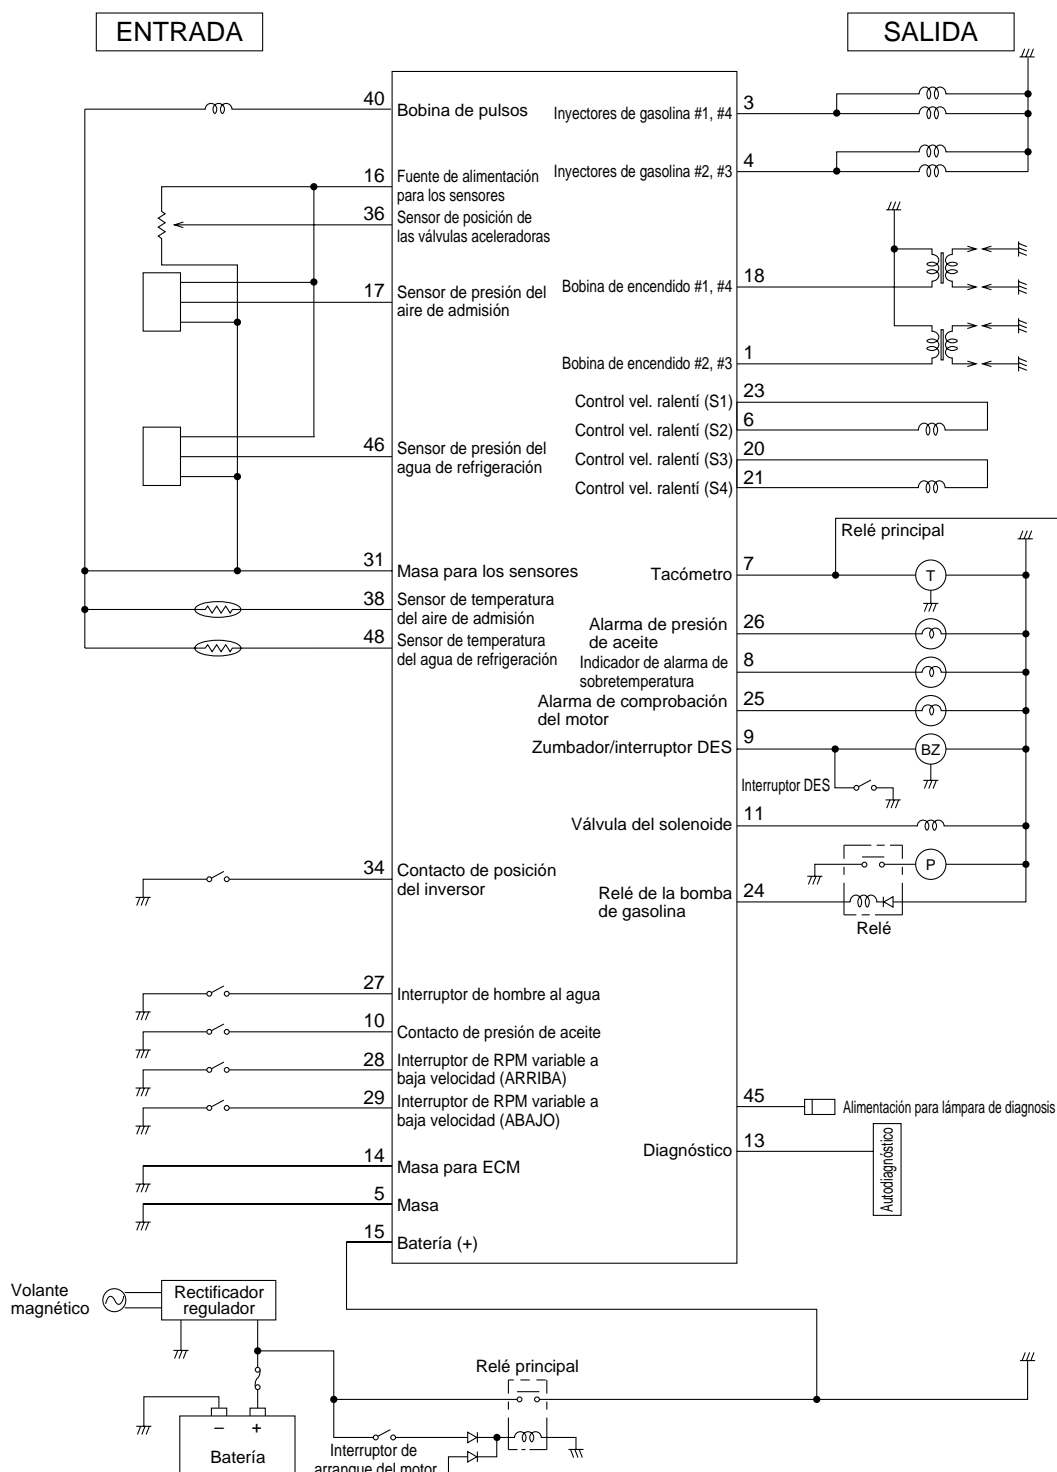 ENTRADA
SALIDA
40
Bobina de pulsos
16
Fuente de alimentación
para los sensores
36
Sensor de posición de
las válvulas aceleradoras
17
Sensor de presión del
aire de admisión
46
Sensor de presión del
agua de refrigeración
31
Masa para los sensores
38
Sensor de temperatura
del aire de admisión
48
Sensor de temperatura
del agua de refrigeración
34
Contacto de posición
del inversor
27
Interruptor de hombre al agua
10
Contacto de presión de aceite
28
Interruptor de RPM variable a
baja velocidad (ARRIBA)
29
Interruptor de RPM variable a
baja velocidad (ABAJO)
14
Masa para ECM
5
Masa
15
Batería (+)
Inyectores de gasolina #1, #4
3
Inyectores de gasolina #2, #3
4
Bobina de encendido #1, #4
18
Bobina de encendido #2, #3
1
Control vel. ralentí (S1)
23
Control vel. ralentí (S2)
6
Control vel. ralentí (S3)
20
Control vel. ralentí (S4)
21
Relé principal
Tacómetro
7
T
Alarma de presión
de aceite
26
Indicador de alarma de
sobretemperatura
8
Alarma de comprobación
del motor
25
Zumbador/interruptor DES
9
BZ
Interruptor DES
Válvula del solenoide
11
P
Relé de la bomba
de gasolina
24
Relé
45
Alimentación para lámpara de diagnosis
Diagnóstico
13
Autodiagnóstico
Volante
magnético
Rectificador
regulador
Relé principal
– +
Batería
Interruptor de
arranque del motor